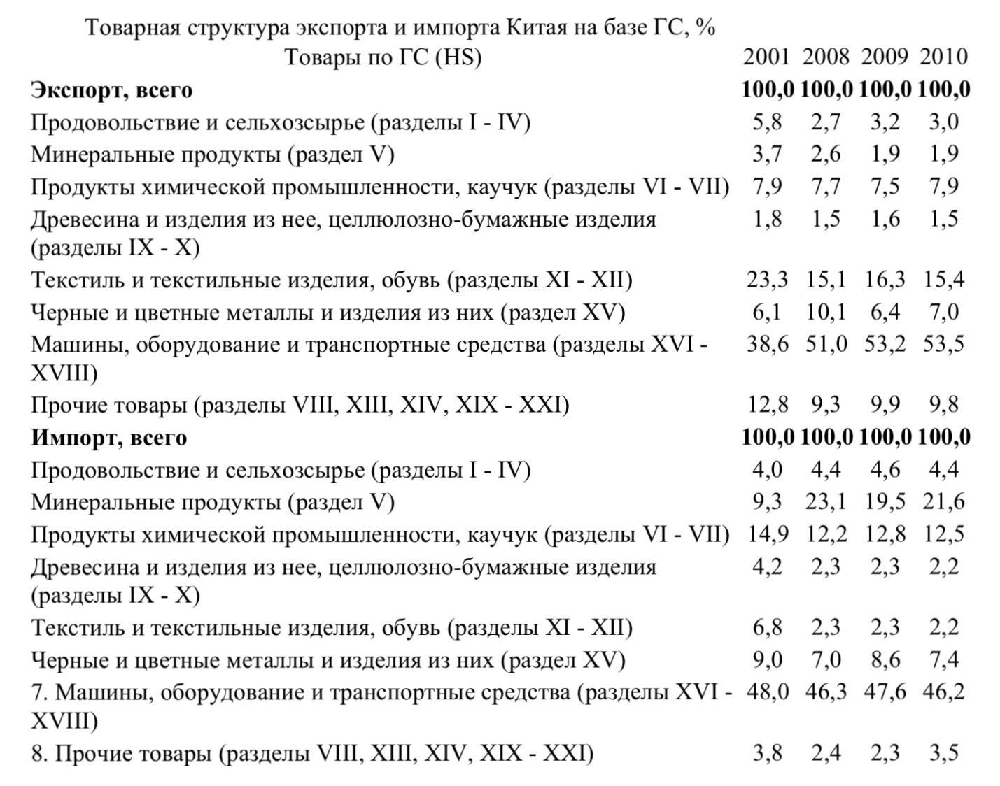 Товарная структура экспорта и импорта Китая на базе ГС, %
Товары по ГС (HS) 2001 2008 2009 2010
Экспорт, всего 100,0 100,0 100,0 100,0
Продовольствие и сельхозсырье (разделы I - IV) 5,8 2,7 3,2 3,0
Минеральные продукты (раздел V) 3,7 2,6 1,9 1,9
Продукты химической промышленности, каучук (разделы VI - VII) 7,9 7,7 7,5 7,9
Древесина и изделия из нее, целлюлозно-бумажные изделия 1,8 1,5 1,6 1,5
(разделы IX - X)
Текстиль и текстильные изделия, обувь (разделы XI - XII) 23,3 15,1 16,3 15,4
Черные и цветные металлы и изделия из них (раздел XV) 6,1 10,1 6,4 7,0
Машины, оборудование и транспортные средства (разделы XVI - 38,6 51,0 53,2 53,5
XVIII)
Прочие товары (разделы VIII, XIII, XIV, XIX - XXI) 12,8 9,3 9,9 9,8
Импорт, всего 100,0 100,0 100,0 100,0
Продовольствие и сельхозсырье (разделы I - IV) 4,0 4,4 4,6 4,4
Минеральные продукты (раздел V) 9,3 23,1 19,5 21,6
Продукты химической промышленности, каучук (разделы VI - VII) 14,9 12,2 12,8 12,5
Древесина и изделия из нее, целлюлозно-бумажные изделия 4,2 2,3 2,3 2,2
(разделы IX - X)
Текстиль и текстильные изделия, обувь (разделы XI - XII) 6,8 2,3 2,3 2,2
Черные и цветные металлы и изделия из них (раздел XV) 9,0 7,0 8,6 7,4
7. Машины, оборудование и транспортные средства (разделы XVI - 48,0 46,3 47,6 46,2
XVIII)
8. Прочие товары (разделы VIII, XIII, XIV, XIX - XXI) 3,8 2,4 2,3 3,5